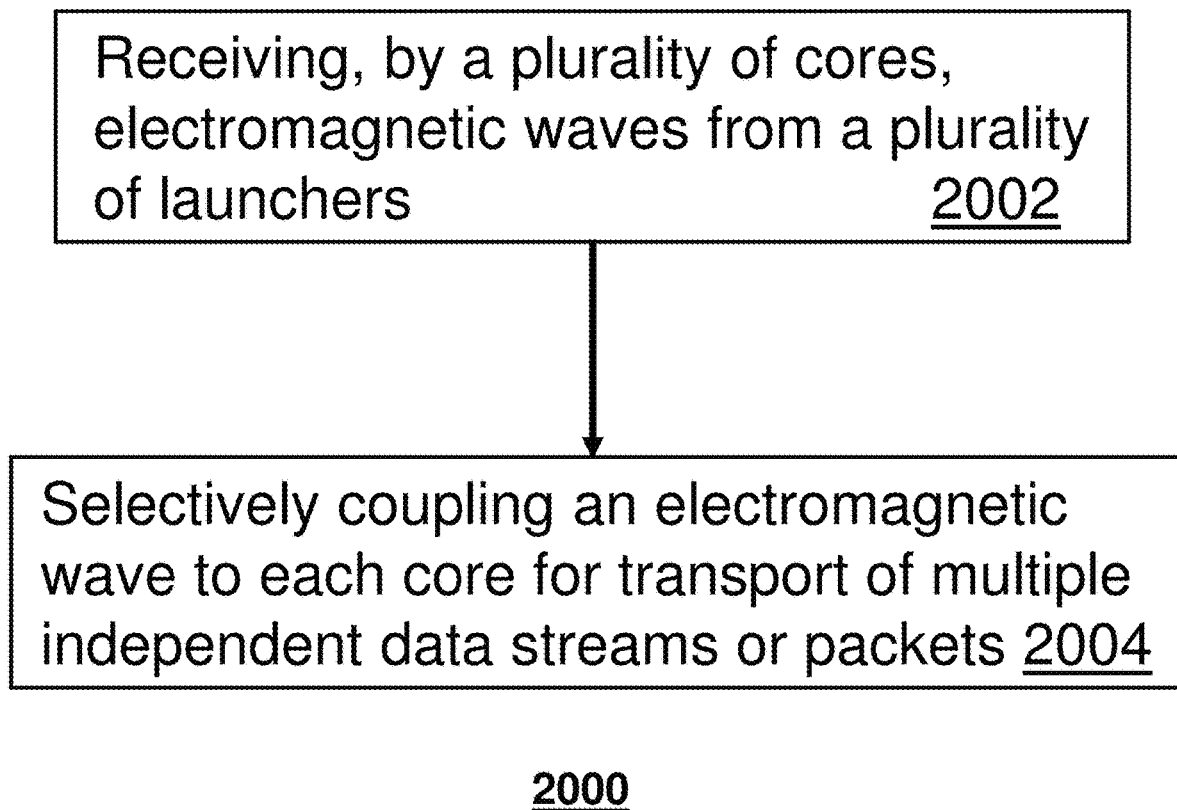 Receiving, by a plurality of cores,
electromagnetic waves from a plurality
of launchers 2002
Selectively coupling an electromagnetic
wave to each core for transport of multiple
independent data streams or packets 2004
2000